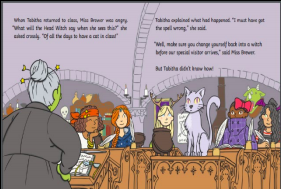 When Tabitha returned to class, Miss Brewer was angry.
"What will the Head Witch say when she sees this?" she
asked crossly. "Of all the days to have a cat in class!"
Tabitha explained what had happened. "I must have got
the spell wrong," she said.
"Well, make sure you change yourself back into a witch
before our special visitor arrives," said Miss Brewer.
But Tabitha didn't know how!